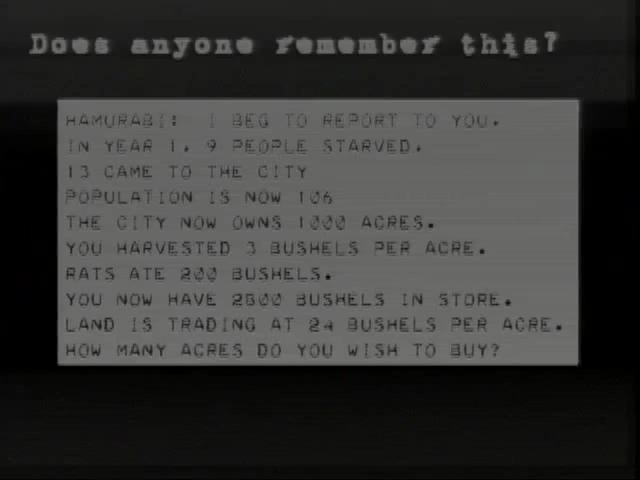 Does anyone remember this?
HAMURABI: I BEG TO REPORT TO YOU.
IN YEAR 1, 9 PEOPLE STARVED.
13 CAME TO THE CITY
POPULATION IS NOW 106
THE CITY NOW OWNS 1000 ACRES.
YOU HARVESTED 3 BUSHELS PER ACRE.
RATS ATE 200 BUSHELS.
YOU NOW HAVE 2800 BUSHELS IN STORE.
LAND IS TRADING AT 24 BUSHELS PER ACRE.
HOW MANY ACRES DO YOU WISH TO BUY?